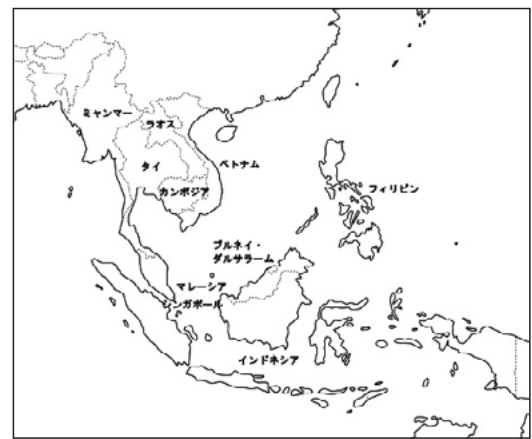 ミャンマー
ラオス
タイ
ベトナム
カンボジア
フィリピン
ブルネイ・
ダルサラーム
マレーシア
シンガポール
インドネシア